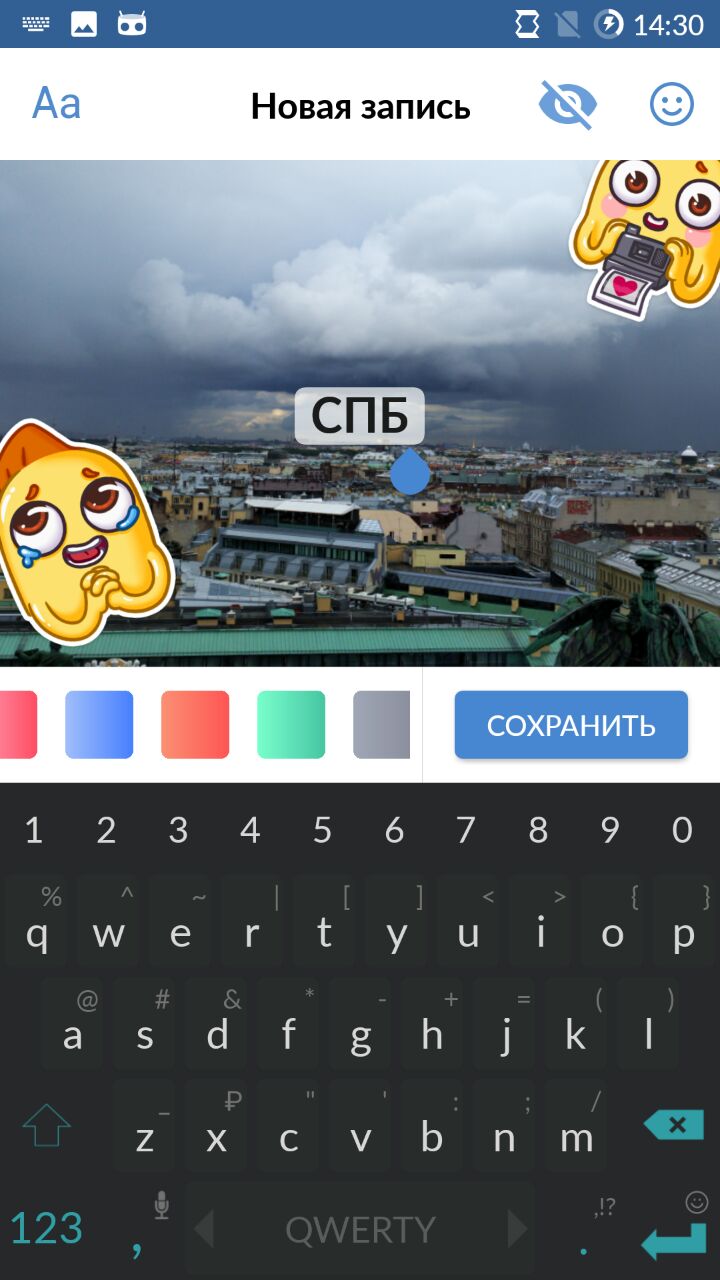 14:30
Aa Новая запись
СПБ
СОХРАНИТЬ
1 2 3 4 5 6 7 8 9 0
% ^ ~ | [ ] < > { }
q w e r t y u i o p
@ # & * - + = ( )
a s d f g h j k l
_ ₽ " ' : ; /
z x c v b n m
,!?
123 , QWERTY .